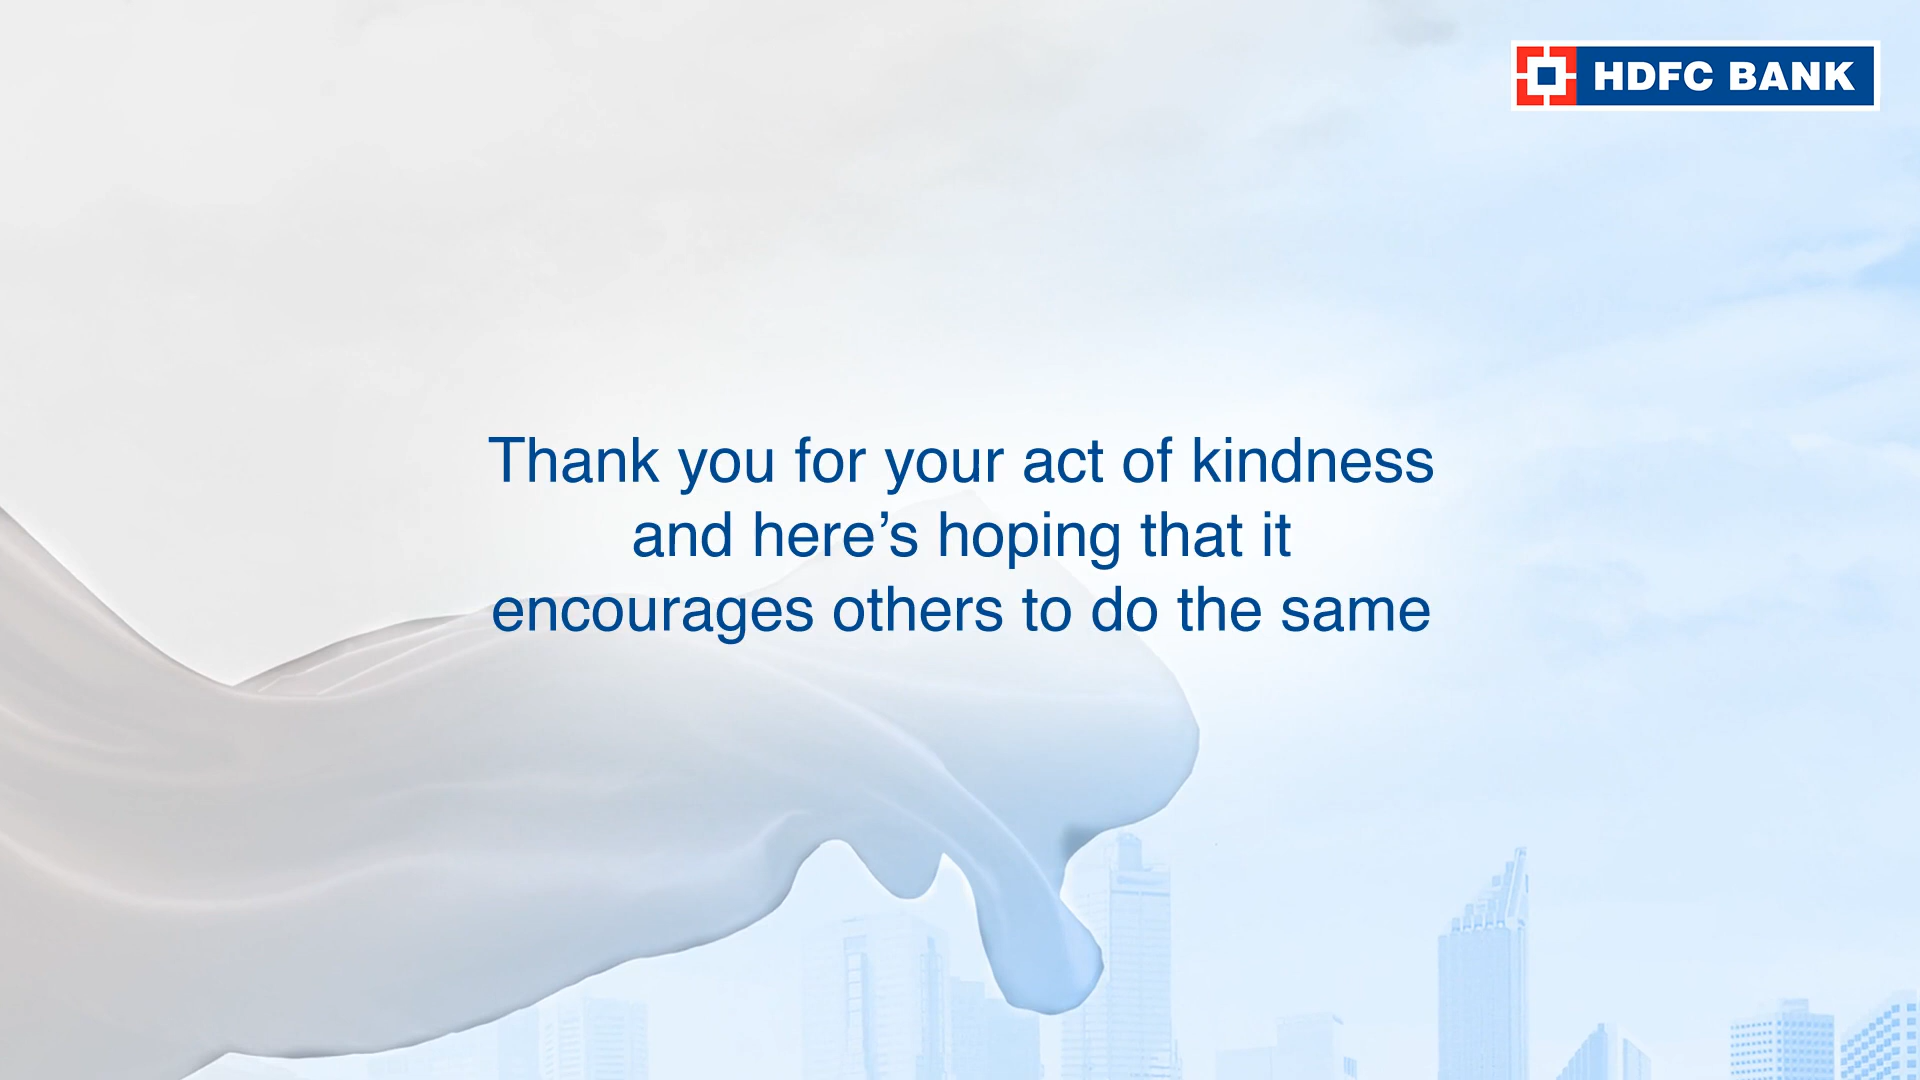 HDFC BANK
Thank you for your act of kindness
and here’s hoping that it
encourages others to do the same